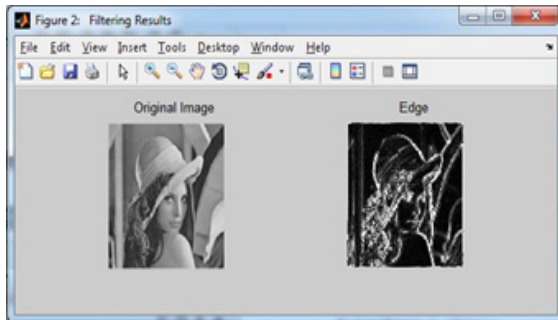 Figure 2: Filtering Results
File Edit View Insert Tools Desktop Window Help
Original Image Edge